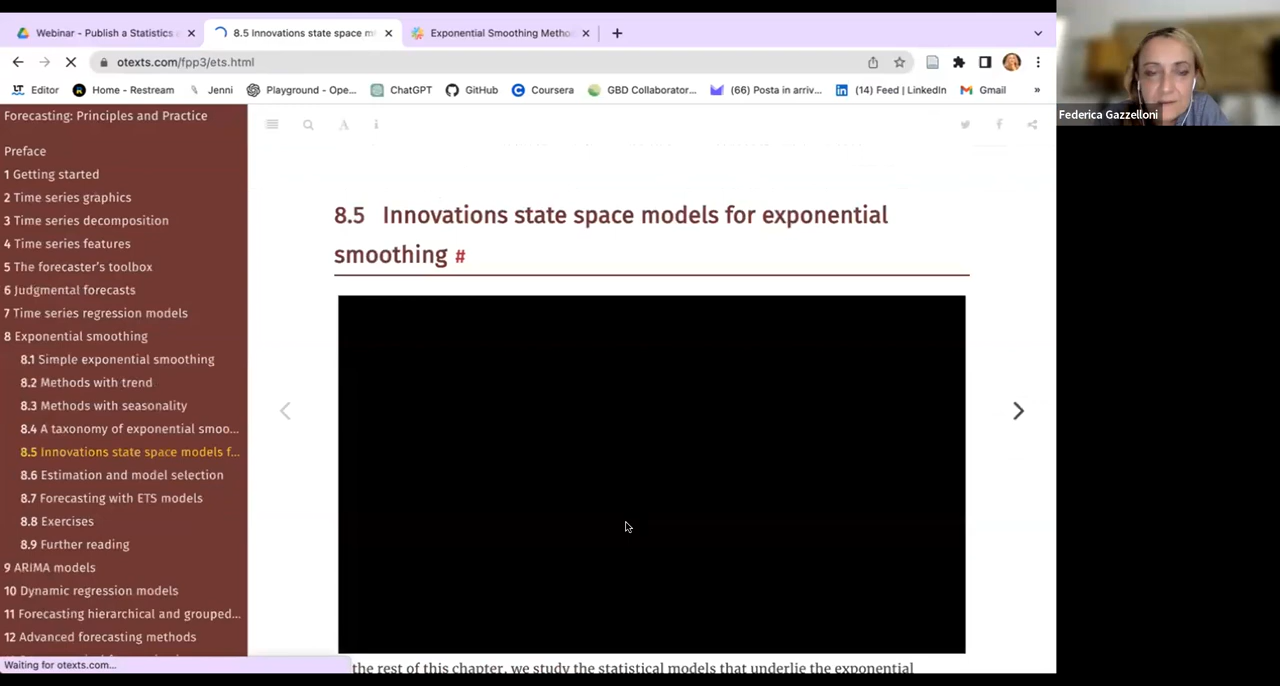 Webinar - Publish a Statistics
8.5 Innovations state space m
Exponential Smoothing Metho
otexts.com/fpp3/ets.html
Editor
Home - Restream
Jenni
Playground - Ope...
ChatGPT
GitHub
Coursera
GBD Collaborator...
(66) Posta in arriv...
(14) Feed | LinkedIn
Gmail
»
Federica Gazzelloni
Forecasting: Principles and Practice
Preface
1 Getting started
2 Time series graphics
3 Time series decomposition
4 Time series features
5 The forecaster's toolbox
6 Judgmental forecasts
7 Time series regression models
8 Exponential smoothing
8.1 Simple exponential smoothing
8.2 Methods with trend
8.3 Methods with seasonality
8.4 A taxonomy of exponential smoo...
8.5 Innovations state space models f...
8.6 Estimation and model selection
8.7 Forecasting with ETS models
8.8 Exercises
8.9 Further reading
9 ARIMA models
10 Dynamic regression models
11 Forecasting hierarchical and grouped...
12 Advanced forecasting methods
Waiting for otexts.com...
8.5 Innovations state space models for exponential
smoothing #
the rest of this chapter, we study the statistical models that underlie the exponential